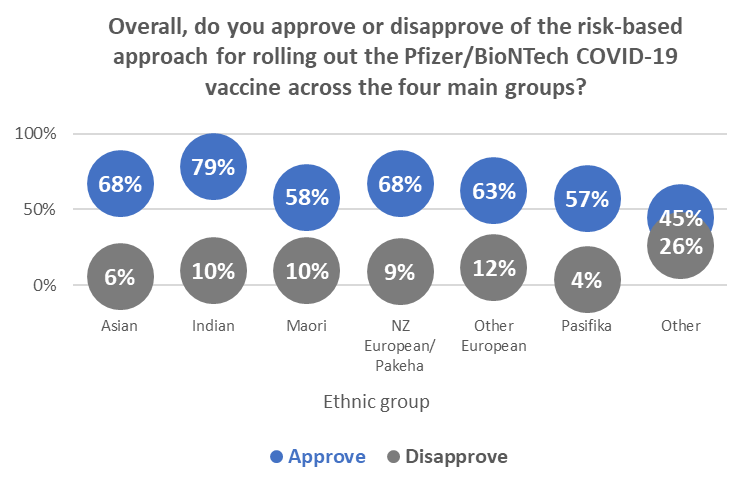 Overall, do you approve or disapprove of the risk-based
approach for rolling out the Pfizer/BioNTech COVID-19
vaccine across the four main groups?
100%
50%
0%
68% 79% 58% 68% 63% 57% 45%
6% 10% 10% 9% 12% 4% 26%
Asian Indian Maori NZ Other Pasifika Other
European/ European
Pakeha
Ethnic group
Approve Disapprove